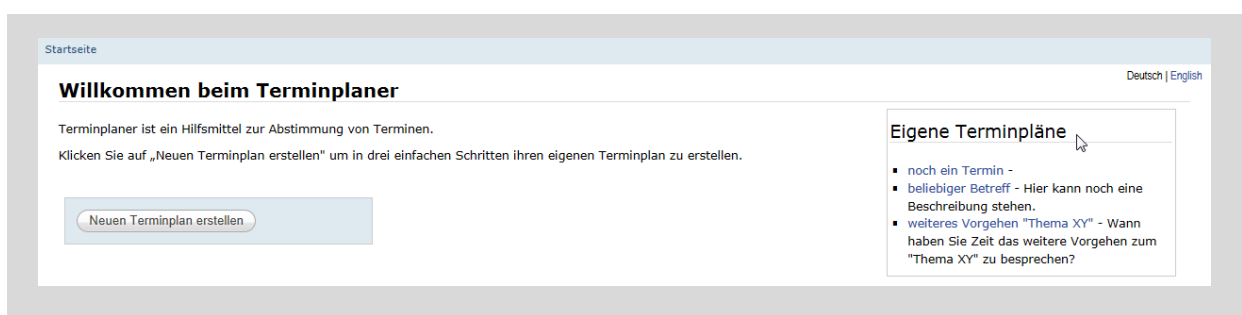 Startseite
Deutsch | English
Willkommen beim Terminplaner
Terminplaner ist ein Hilfsmittel zur Abstimmung von Terminen.
Klicken Sie auf „Neuen Terminplan erstellen" um in drei einfachen Schritten ihren eigenen Terminplan zu erstellen.
Neuen Terminplan erstellen
Eigene Terminpläne
noch ein Termin -
beliebiger Betreff - Hier kann noch eine
Beschreibung stehen.
weiteres Vorgehen "Thema XY" - Wann
haben Sie Zeit das weitere Vorgehen zum
"Thema XY" zu besprechen?